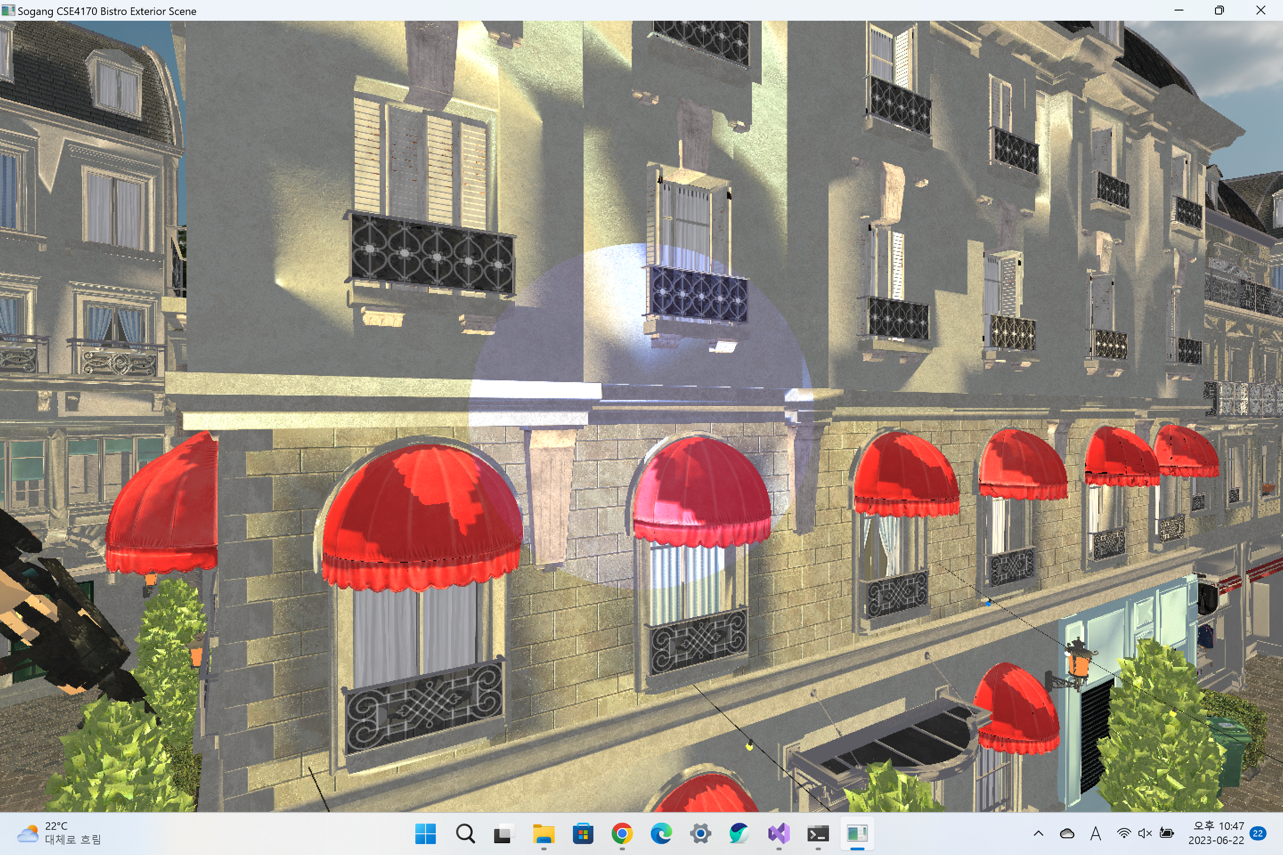 Sogang CSE4170 Bistro Exterior Scene
22°C
대체로 흐림
A
오후 10:47
2023-06-22
22